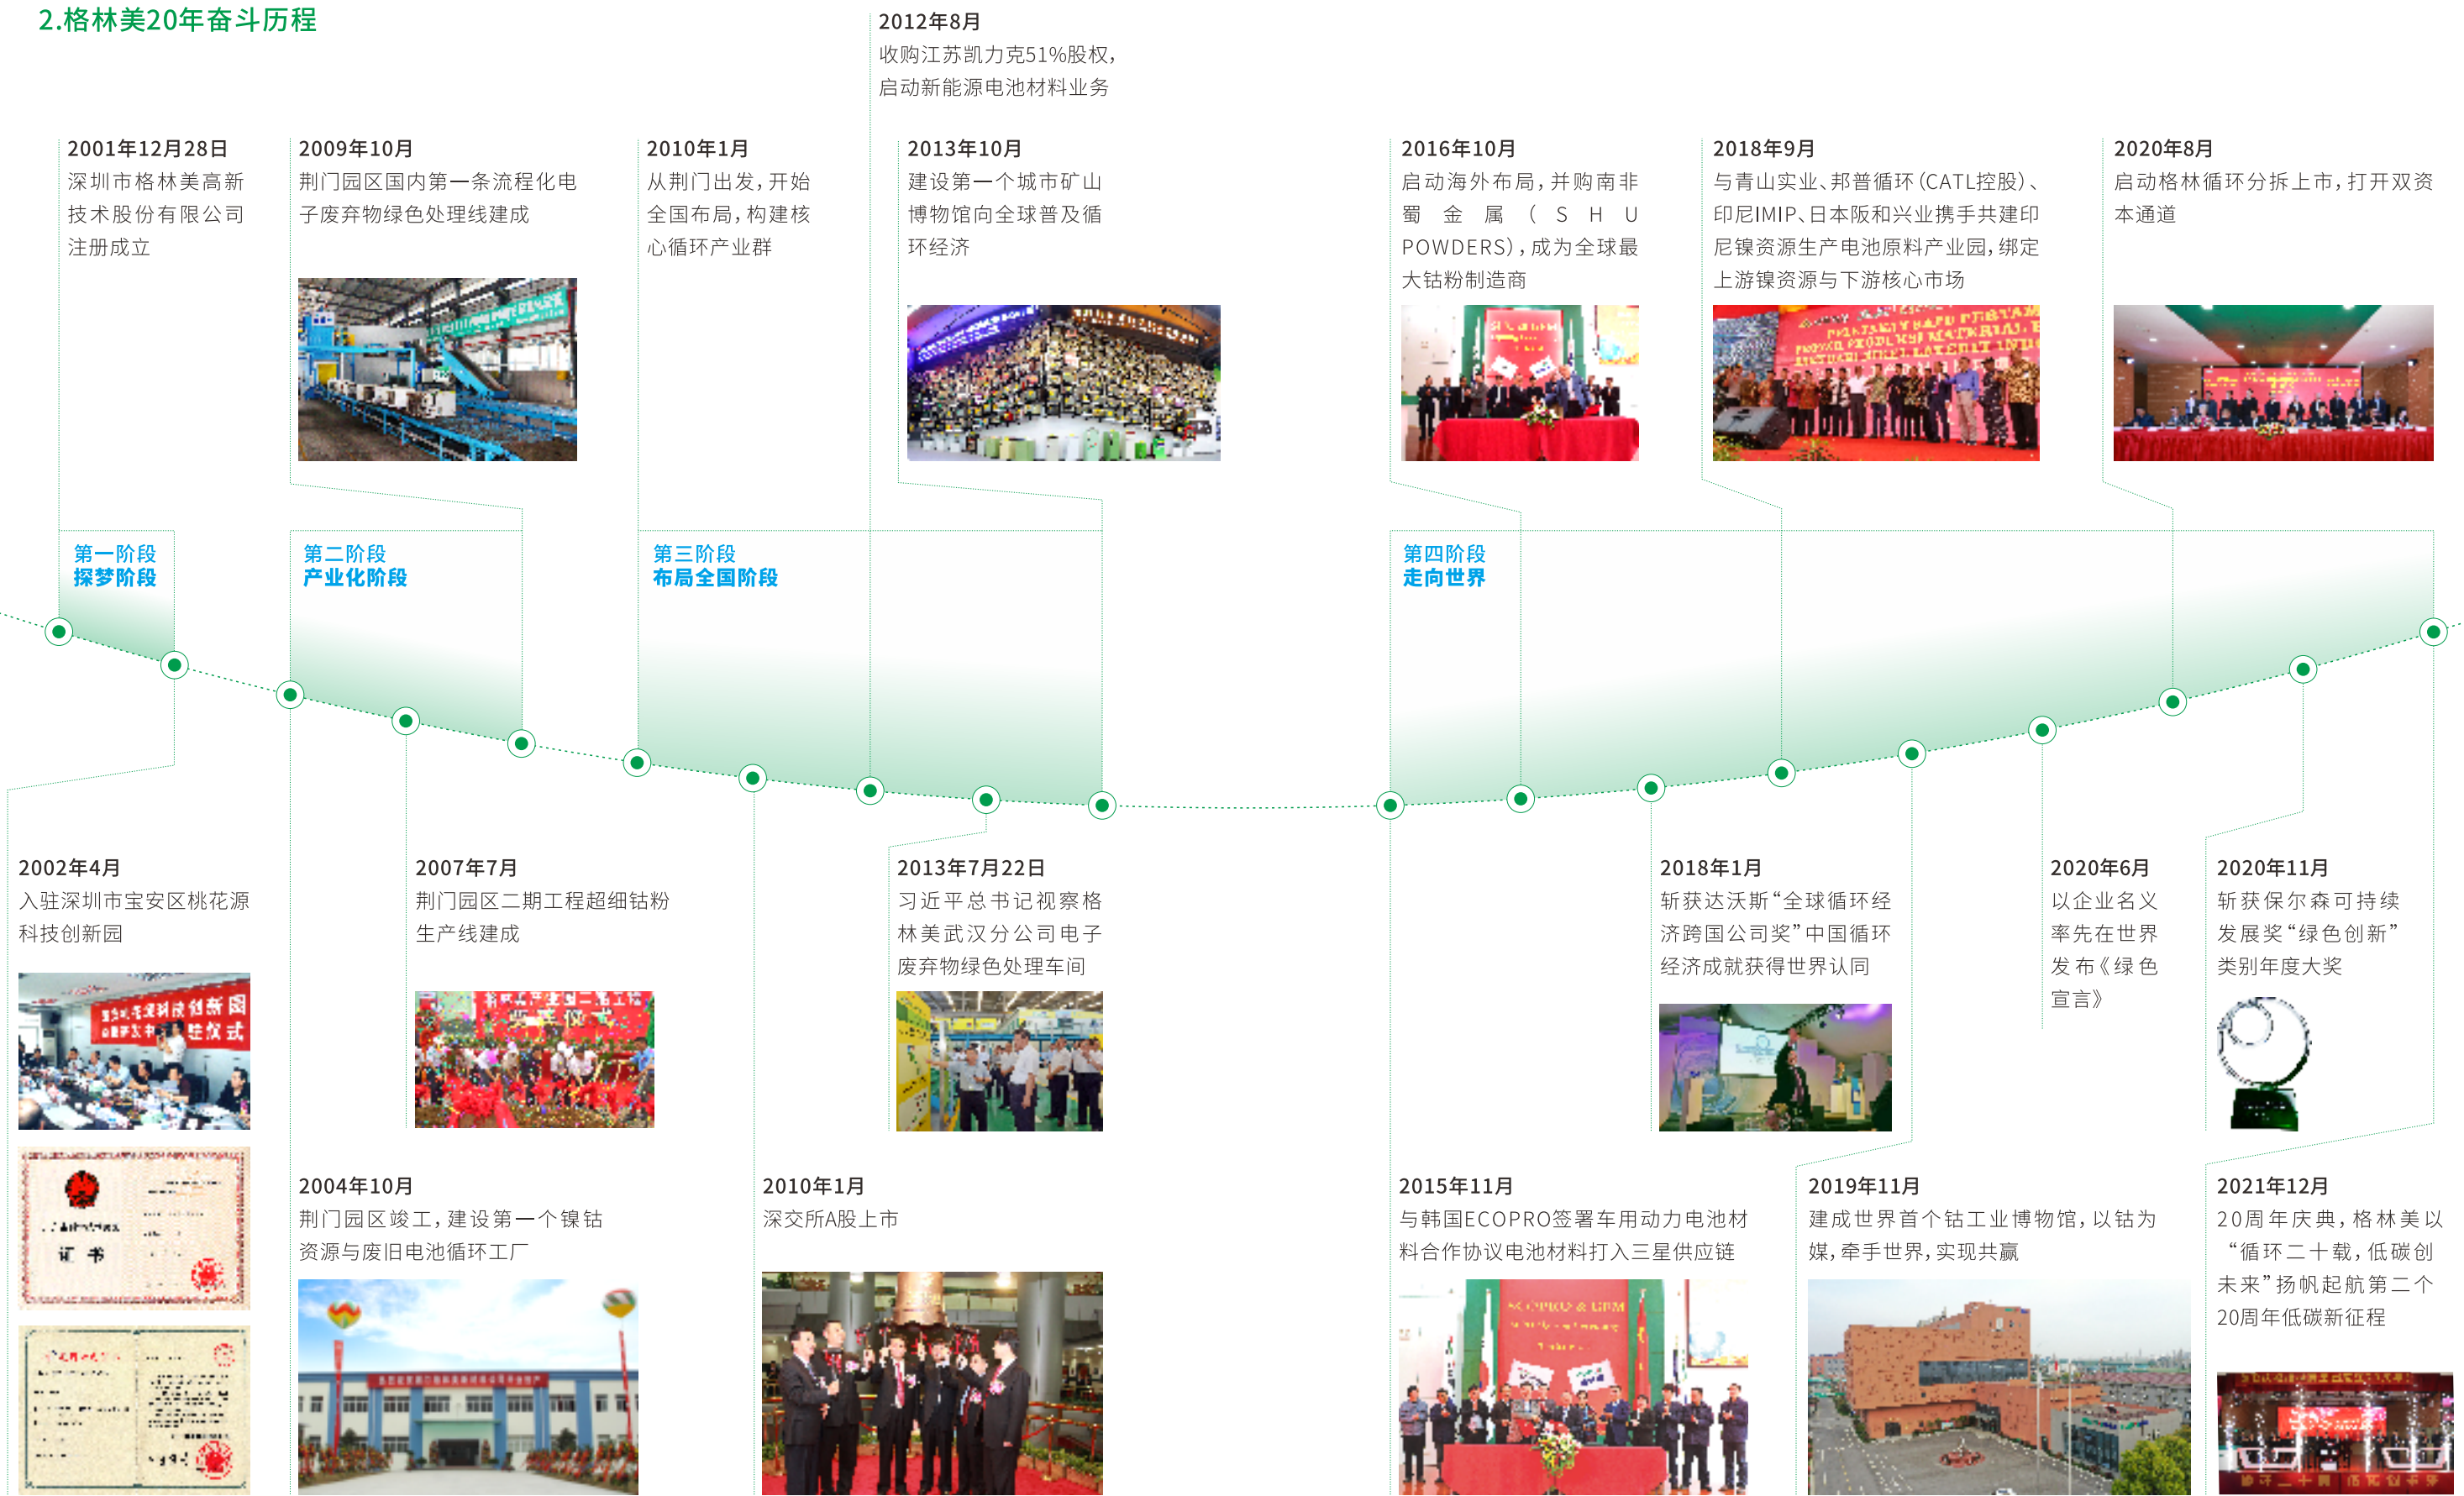 2.格林美20年奋斗历程
2012年8月
收购江苏凯力克51%股权,
启动新能源电池材料业务
2001年12月28日
深圳市格林美高新
技术股份有限公司
注册成立
2009年10月
荆门园区国内第一条流程化电
子废弃物绿色处理线建成
2010年1月
从荆门出发,开始
全国布局,构建核
心循环产业群
2013年10月
建设第一个城市矿山
博物馆向全球普及循
环经济
2016年10月
启动海外布局,并购南非
蜀金属(SHU
POWDERS),成为全球最
大钴粉制造商
2018年9月
与青山实业、邦普循环(CATL控股)、
印尼IMIP、日本阪和兴业携手共建印
尼镍资源生产电池原料产业园,绑定
上游镍资源与下游核心市场
2020年8月
启动格林循环分拆上市,打开双资
本通道
第一阶段
探梦阶段
第二阶段
产业化阶段
第三阶段
布局全国阶段
第四阶段
走向世界
2002年4月
入驻深圳市宝安区桃花源
科技创新园
2007年7月
荆门园区二期工程超细钴粉
生产线建成
2013年7月22日
习近平总书记视察格
林美武汉分公司电子
废弃物绿色处理车间
2018年1月
斩获达沃斯“全球循环经
济跨国公司奖”中国循环
经济成就获得世界认同
2020年6月
以企业名义
率先在世界
发布《绿色
宣言》
2020年11月
斩获保尔森可持续
发展奖“绿色创新”
类别年度大奖
证书
2004年10月
荆门园区竣工,建设第一个镍钴
资源与废旧电池循环工厂
2010年1月
深交所A股上市
2015年11月
与韩国ECOPRO签署车用动力电池材
料合作协议电池材料打入三星供应链
ECOPRO & GEM
2019年11月
建成世界首个钴工业博物馆,以钴为
媒,牵手世界,实现共赢
2021年12月
20周年庆典,格林美以
“循环二十载,低碳创
未来”扬帆起航第二个
20周年低碳新征程